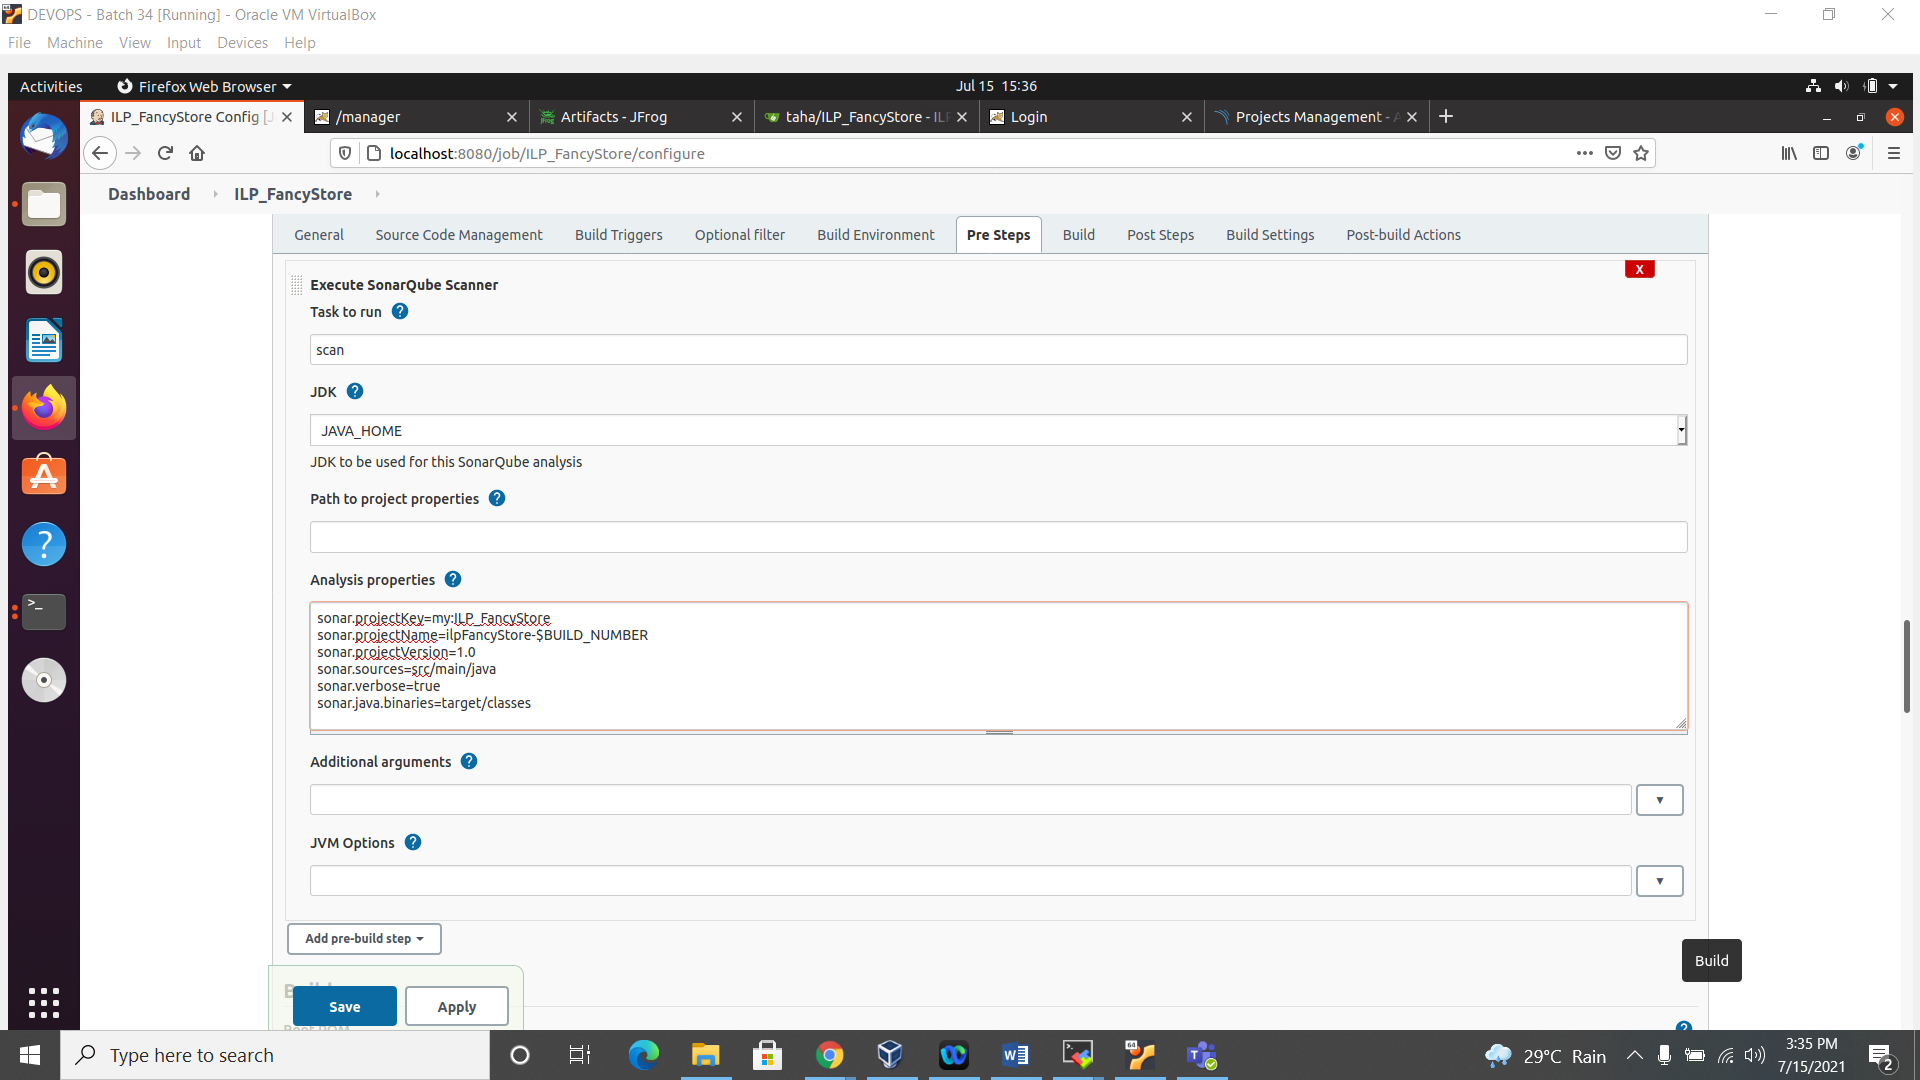 DEVOPS - Batch 34 [Running] - Oracle VM VirtualBox
File Machine View Input Devices Help
Activities Firefox Web Browser Jul 15 15:36
ILP_FancyStore Config [J /manager Artifacts - JFrog taha/ILP_FancyStore - ILP Login Projects Management - A
localhost:8080/job/ILP_FancyStore/configure
Dashboard ILP_FancyStore
General Source Code Management Build Triggers Optional filter Build Environment Pre Steps Build Post Steps Build Settings Post-build Actions
X
Execute SonarQube Scanner
Task to run ?
scan
JDK ?
JAVA_HOME
JDK to be used for this SonarQube analysis
Path to project properties ?
Analysis properties ?
sonar.projectKey=my:ILP_FancyStore
sonar.projectName=ilpFancyStore-$BUILD_NUMBER
sonar.projectVersion=1.0
sonar.sources=src/main/java
sonar.verbose=true
sonar.java.binaries=target/classes
Additional arguments ?
JVM Options ?
Add pre-build step
Build
Build
Save Apply
Root POM
?
Type here to search
29°C Rain
3:35 PM
7/15/2021
2